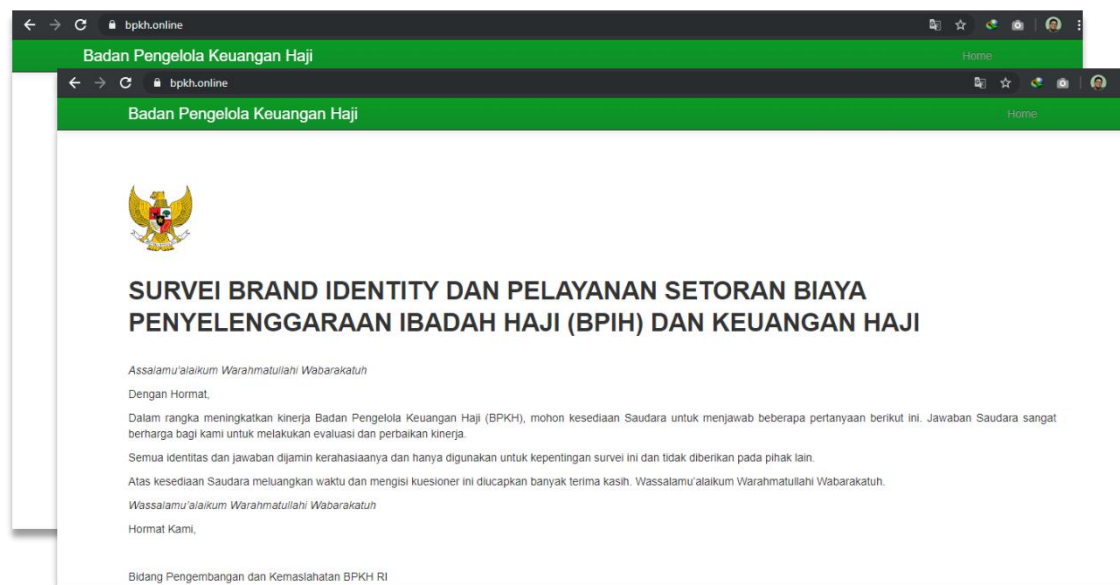 bpkh.online
Badan Pengelola Keuangan Haji
Home
bpkh.online
Badan Pengelola Keuangan Haji
Home
SURVEI BRAND IDENTITY DAN PELAYANAN SETORAN BIAYA
PENYELENGGARAAN IBADAH HAJI (BPIH) DAN KEUANGAN HAJI
Assalamu'alaikum Warahmatullahi Wabarakatuh
Dengan Hormat,
Dalam rangka meningkatkan kinerja Badan Pengelola Keuangan Haji (BPKH), mohon kesediaan Saudara untuk menjawab beberapa pertanyaan berikut ini. Jawaban Saudara sangat
berharga bagi kami untuk melakukan evaluasi dan perbaikan kinerja.
Semua identitas dan jawaban dijamin kerahasiaanya dan hanya digunakan untuk kepentingan survei ini dan tidak diberikan pada pihak lain.
Atas kesediaan Saudara meluangkan waktu dan mengisi kuesioner ini diucapkan banyak terima kasih. Wassalamu'alaikum Warahmatullahi Wabarakatuh.
Wassalamu'alaikum Warahmatullahi Wabarakatuh
Hormat Kami,
Bidang Pengembangan dan Kemaslahatan BPKH RI